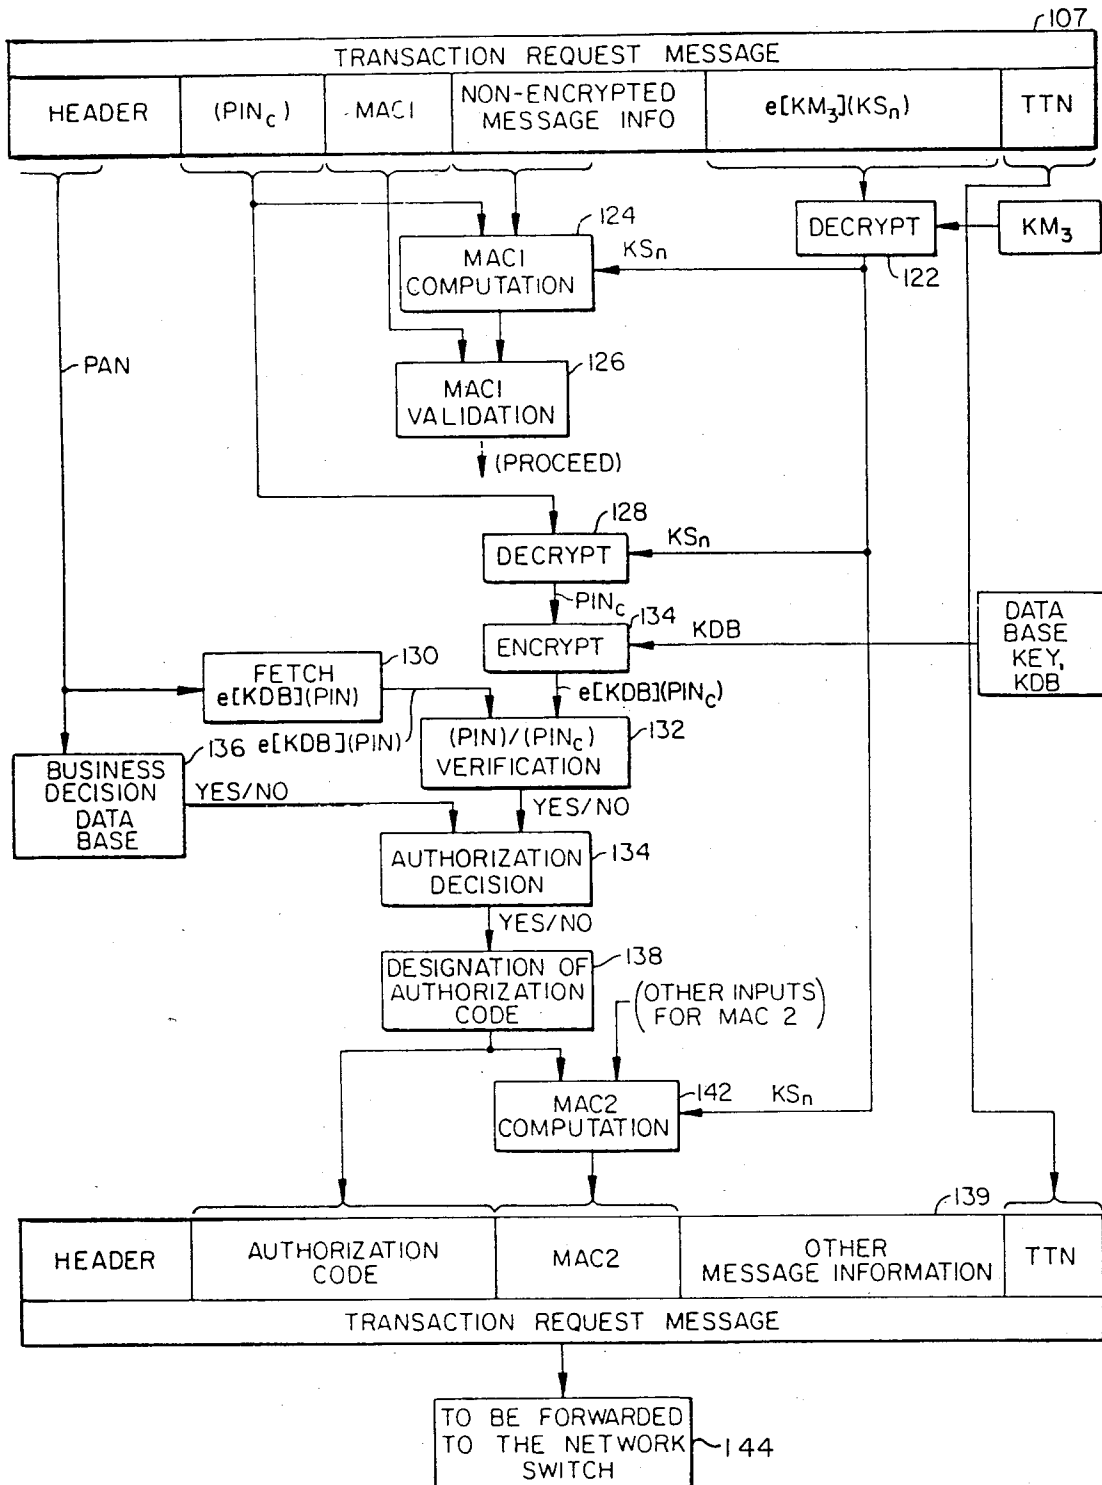 107
TRANSACTION REQUEST MESSAGE
HEADER
(PINc)
MAC1
NON-ENCRYPTED
MESSAGE INFO
e[KM3](KSn)
TTN
124
MAC1
COMPUTATION
KSn
DECRYPT
122
KM3
PAN
126
MAC1
VALIDATION
(PROCEED)
128
DECRYPT
KSn
PINc
134
ENCRYPT
KDB
DATA
BASE
KEY,
KDB
130
FETCH
e[KDB](PIN)
e[KDB](PINc)
136
e[KDB](PIN)
(PIN)/(PINc)
VERIFICATION
132
BUSINESS
DECISION
DATA
BASE
YES/NO
YES/NO
AUTHORIZATION
DECISION
134
YES/NO
DESIGNATION OF
AUTHORIZATION
CODE
138
(OTHER INPUTS
FOR MAC 2)
MAC2
COMPUTATION
142
KSn
139
HEADER
AUTHORIZATION
CODE
MAC2
OTHER
MESSAGE INFORMATION
TTN
TRANSACTION REQUEST MESSAGE
TO BE FORWARDED
TO THE NETWORK
SWITCH
144